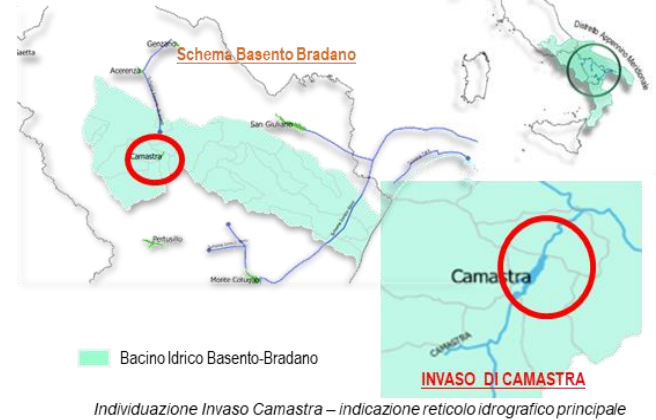 Distretto Appennino Meridionale
Gaeta
Genzano
Schema Basento Bradano
Acerenza
San Giuliano
Camastra
Pertusillo
Monte Cotugno
Camastra
CAMASTRA
INVASO DI CAMASTRA
Bacino Idrico Basento-Bradano
Individuazione Invaso Camastra – indicazione reticolo idrografico principale